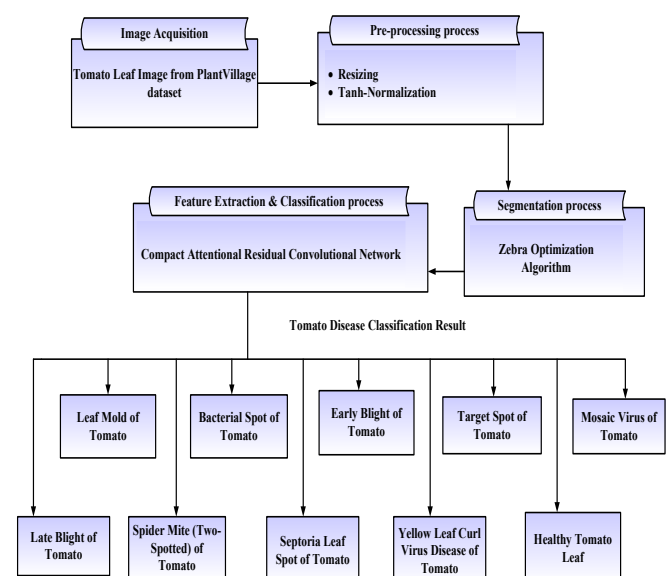 Image Acquisition
Tomato Leaf Image from PlantVillage
dataset
Pre-processing process
• Resizing
• Tanh-Normalization
Feature Extraction & Classification process
Compact Attentional Residual Convolutional Network
Segmentation process
Zebra Optimization
Algorithm
Tomato Disease Classification Result
Leaf Mold of
Tomato
Bacterial Spot of
Tomato
Early Blight of
Tomato
Target Spot of
Tomato
Mosaic Virus of
Tomato
Late Blight of
Tomato
Spider Mite (Two-
Spotted) of
Tomato
Septoria Leaf
Spot of Tomato
Yellow Leaf Curl
Virus Disease of
Tomato
Healthy Tomato
Leaf